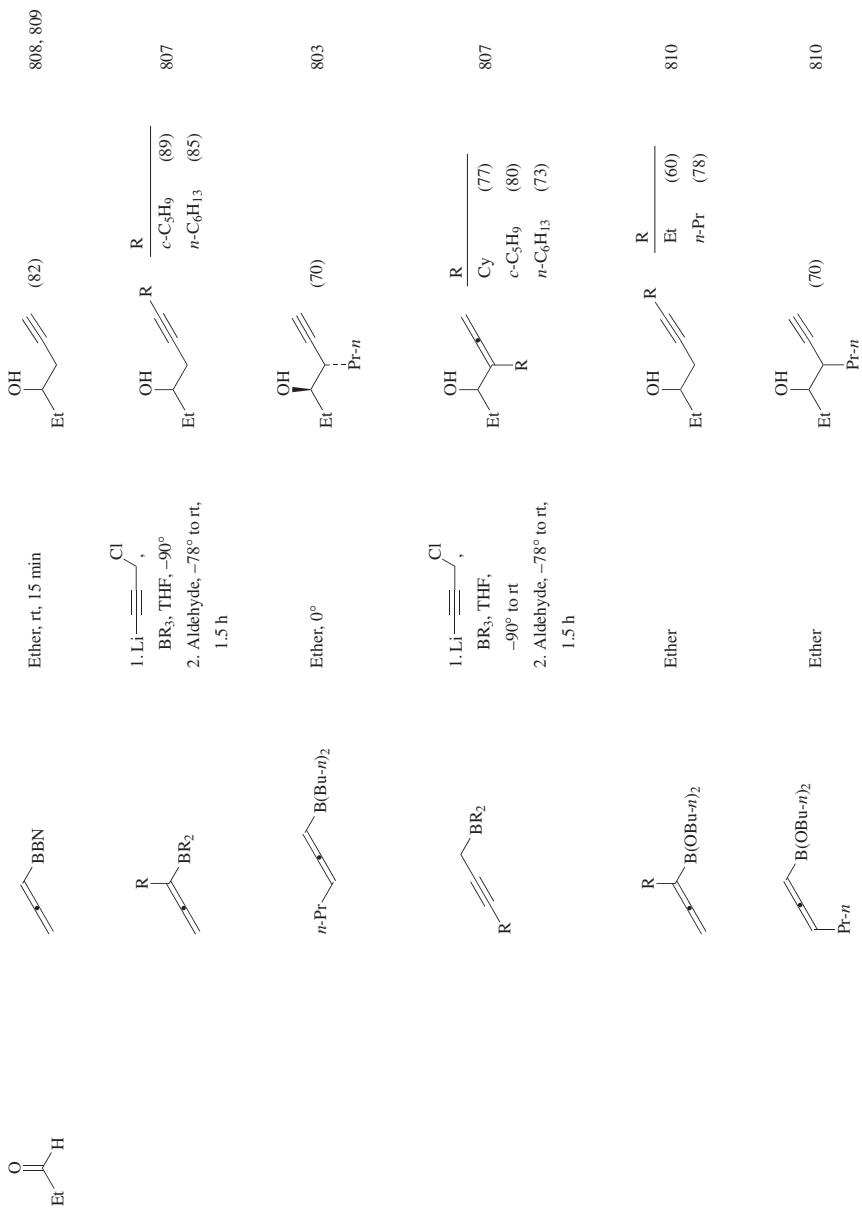 O
Et
H
BBN
Ether, rt, 15 min
OH
Et
(82)
808, 809
R
BR2
1. Li
Cl
,
BR3, THF, –90°
2. Aldehyde, –78° to rt,
1.5 h
OH
Et
R
R
c-C5H9 (89)
n-C6H13 (85)
807
n-Pr
B(Bu-n)2
Ether, 0°
OH
Et
Pr-n
(70)
803
R
BR2
1. Li
Cl
,
BR3, THF,
–90° to rt
2. Aldehyde, –78° to rt,
1.5 h
OH
Et
R
R
Cy (77)
c-C5H9 (80)
n-C6H13 (73)
807
R
B(OBu-n)2
Ether
OH
Et
R
R
Et (60)
n-Pr (78)
810
Pr-n
B(OBu-n)2
Ether
OH
Et
Pr-n
(70)
810